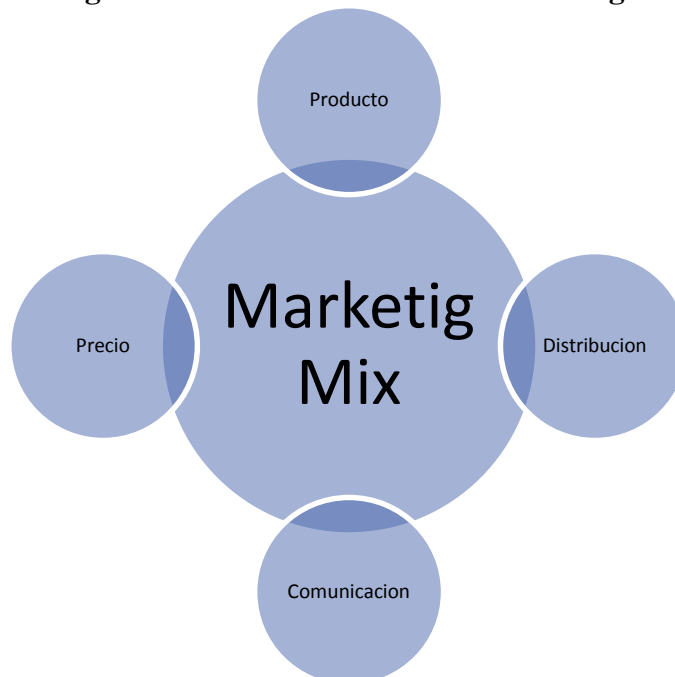 Producto
Marketig
Mix
Precio
Distribucion
Comunicacion